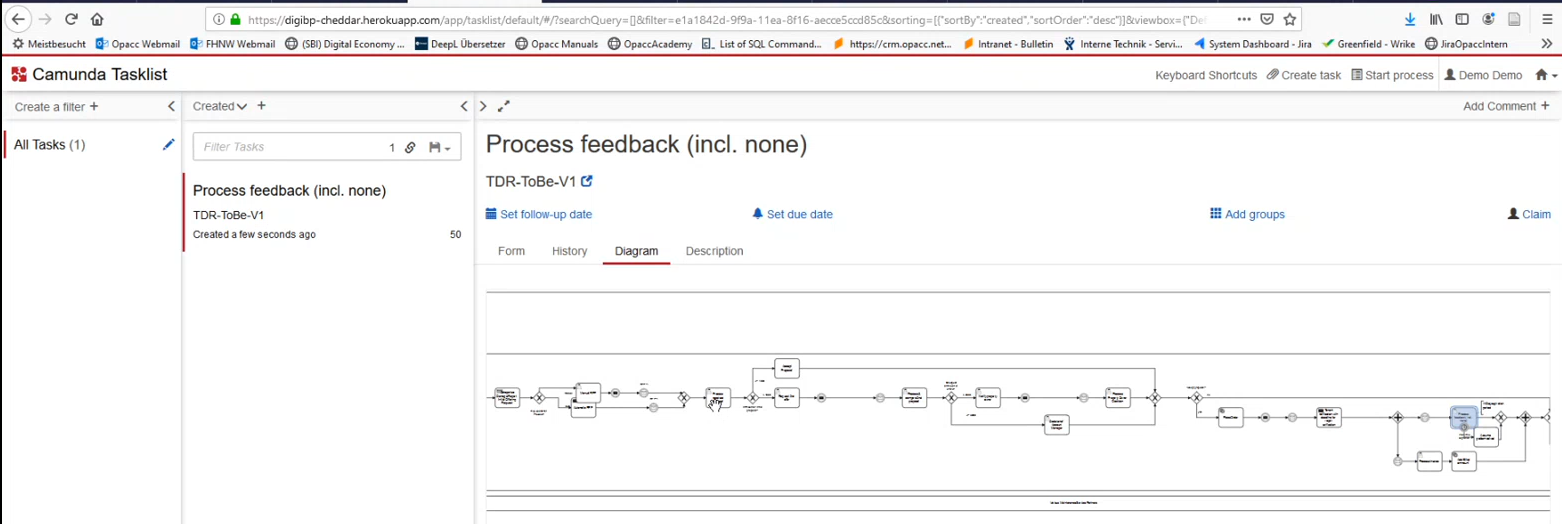 https://digibp-cheddar.herokuapp.com/app/tasklist/default/#/?searchQuery=[]&filter=e1a1842d-9f9a-11ea-8f16-aecce5ccd85c&sorting=[{"sortBy":"created","sortOrder":"desc"}]&viewbox={"De
Meistbesucht Opacc Webmail FHNW Webmail (SBI) Digital Economy ... DeepL Übersetzer Opacc Manuals OpaccAcademy List of SQL Command... https://crm.opacc.net... Intranet - Bulletin Interne Technik - Servi... System Dashboard - Jira Greenfield - Wrike JiraOpaccIntern
Camunda Tasklist
Keyboard Shortcuts Create task Start process Demo Demo
Create a filter +
Created +
Add Comment +
All Tasks (1)
Filter Tasks 1
Process feedback (incl. none)
TDR-ToBe-V1
Created a few seconds ago 50
Process feedback (incl. none)
TDR-ToBe-V1
Set follow-up date Set due date Add groups Claim
Form History Diagram Description